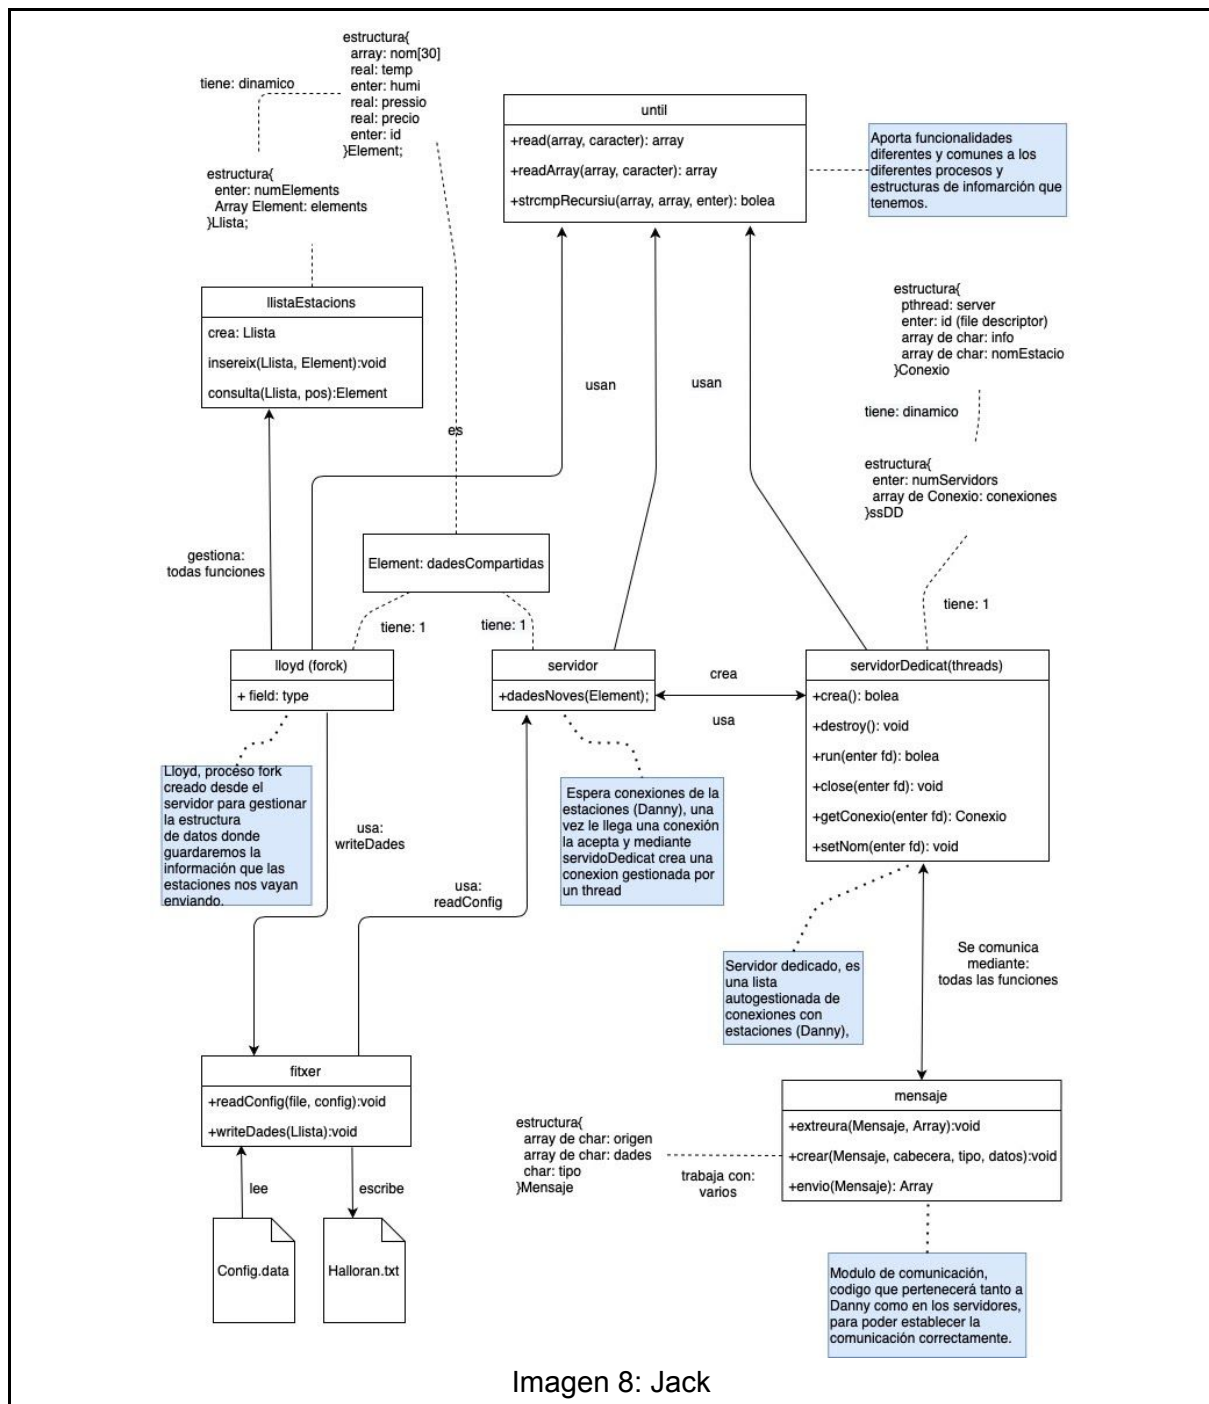 estructura{
array: nom[30]
real: temp
enter: humi
real: pressio
real: precio
enter: id
}Element;
tiene: dinamico
estructura{
enter: numElements
Array Element: elements
}Llista;
until
+read(array, caracter): array
+readArray(array, caracter): array
+strcmpRecursiu(array, array, enter): bolea
Aporta funcionalidades
diferentes y comunes a los
diferentes procesos y
estructuras de infomarción que
tenemos.
llistaEstacions
crea: Llista
insereix(Llista, Element):void
consulta(Llista, pos):Element
estructura{
pthread: server
enter: id (file descriptor)
array de char: info
array de char: nomEstacio
}Conexio
usan
usan
tiene: dinamico
es
estructura{
enter: numServidors
array de Conexio: conexiones
}ssDD
gestiona:
todas funciones
Element: dadesCompartidas
tiene: 1
tiene: 1
tiene: 1
lloyd (forck)
+ field: type
servidor
+dadesNoves(Element);
crea
usa
servidorDedicat(threads)
+crea(): bolea
+destroy(): void
+run(enter fd): bolea
+close(enter fd): void
+getConexio(enter fd): Conexio
+setNom(enter fd): void
Lloyd, proceso fork
creado desde el
servidor para gestionar
la estructura
de datos donde
guardaremos la
información que las
estaciones nos vayan
enviando.
usa:
writeDades
Espera conexiones de la
estaciones (Danny), una
vez le llega una conexión
la acepta y mediante
servidoDedicat crea una
conexion gestionada por
un thread
usa:
readConfig
Servidor dedicado, es
una lista
autogestionada de
conexiones con
estaciones (Danny),
Se comunica
mediante:
todas las funciones
fitxer
+readConfig(file, config):void
+writeDades(Llista):void
mensaje
+extreura(Mensaje, Array):void
+crear(Mensaje, cabecera, tipo, datos):void
+envio(Mensaje): Array
estructura{
array de char: origen
array de char: dades
char: tipo
}Mensaje
trabaja con:
varios
lee
escribe
Config.data
Halloran.txt
Modulo de comunicación,
codigo que pertenecerá tanto a
Danny como en los servidores,
para poder establecer la
comunicación correctamente.
Imagen 8: Jack